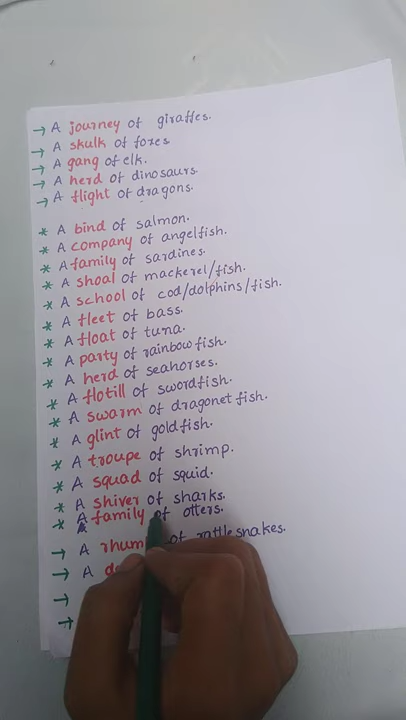 → A journey of giraffes.
→ A skulk of foxes
→ A gang of elk.
→ A herd of dinosaurs.
→ A flight of dragons.
* A bind of salmon.
* A company of angelfish.
* A family of sardines.
* A shoal of mackerel/fish.
* A school of cod/dolphins/fish.
* A fleet of bass.
* A float of tuna.
* A party of rainbow fish.
* A herd of seahorses.
* A flotill of swordfish.
* A swarm of dragonet fish.
* A glint of goldfish.
* A troupe of shrimp.
* A squad of squid.
* A shiver of sharks.
* A family of otters.
→ A of rattlesnakes.
→ A
→
→